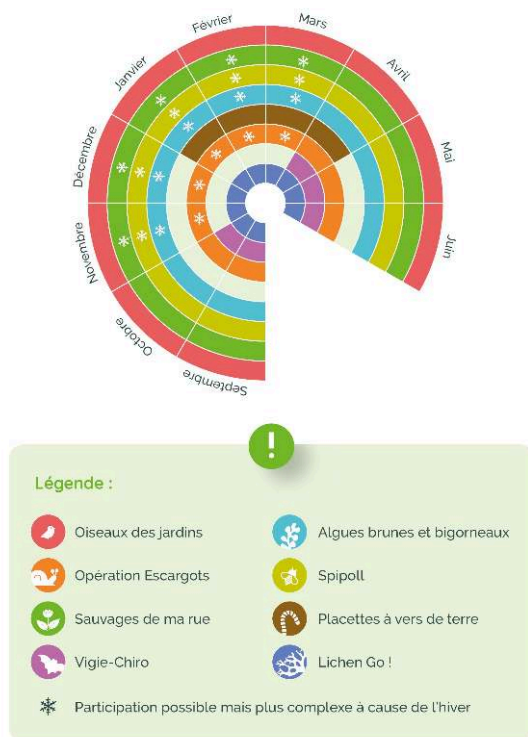 Janvier
Février
Mars
Avril
Mai
Juin
Septembre
Octobre
Novembre
Décembre
!
Légende :
Oiseaux des jardins
Algues brunes et bigorneaux
Opération Escargots
Spipoll
Sauvages de ma rue
Placettes à vers de terre
Vigie-Chiro
Lichen Go !
Participation possible mais plus complexe à cause de l'hiver